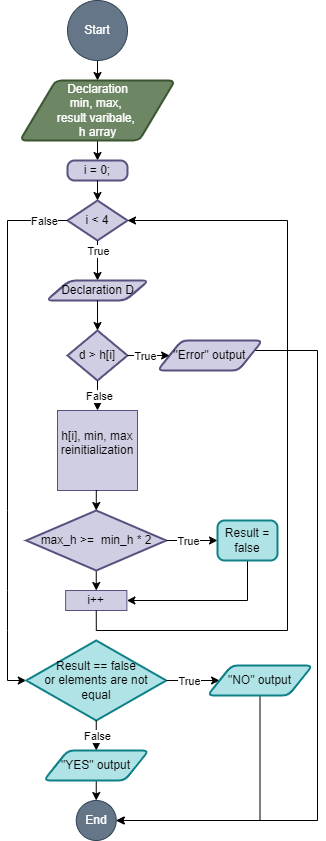 Start
Declaration
min, max,
result varibale,
h array
i = 0;
i < 4
False
True
Declaration D
d > h[i]
True
"Error" output
False
h[i], min, max
reinitialization
max_h >= min_h * 2
True
Result =
false
i++
Result == false
or elements are not
equal
True
"NO" output
False
"YES" output
End